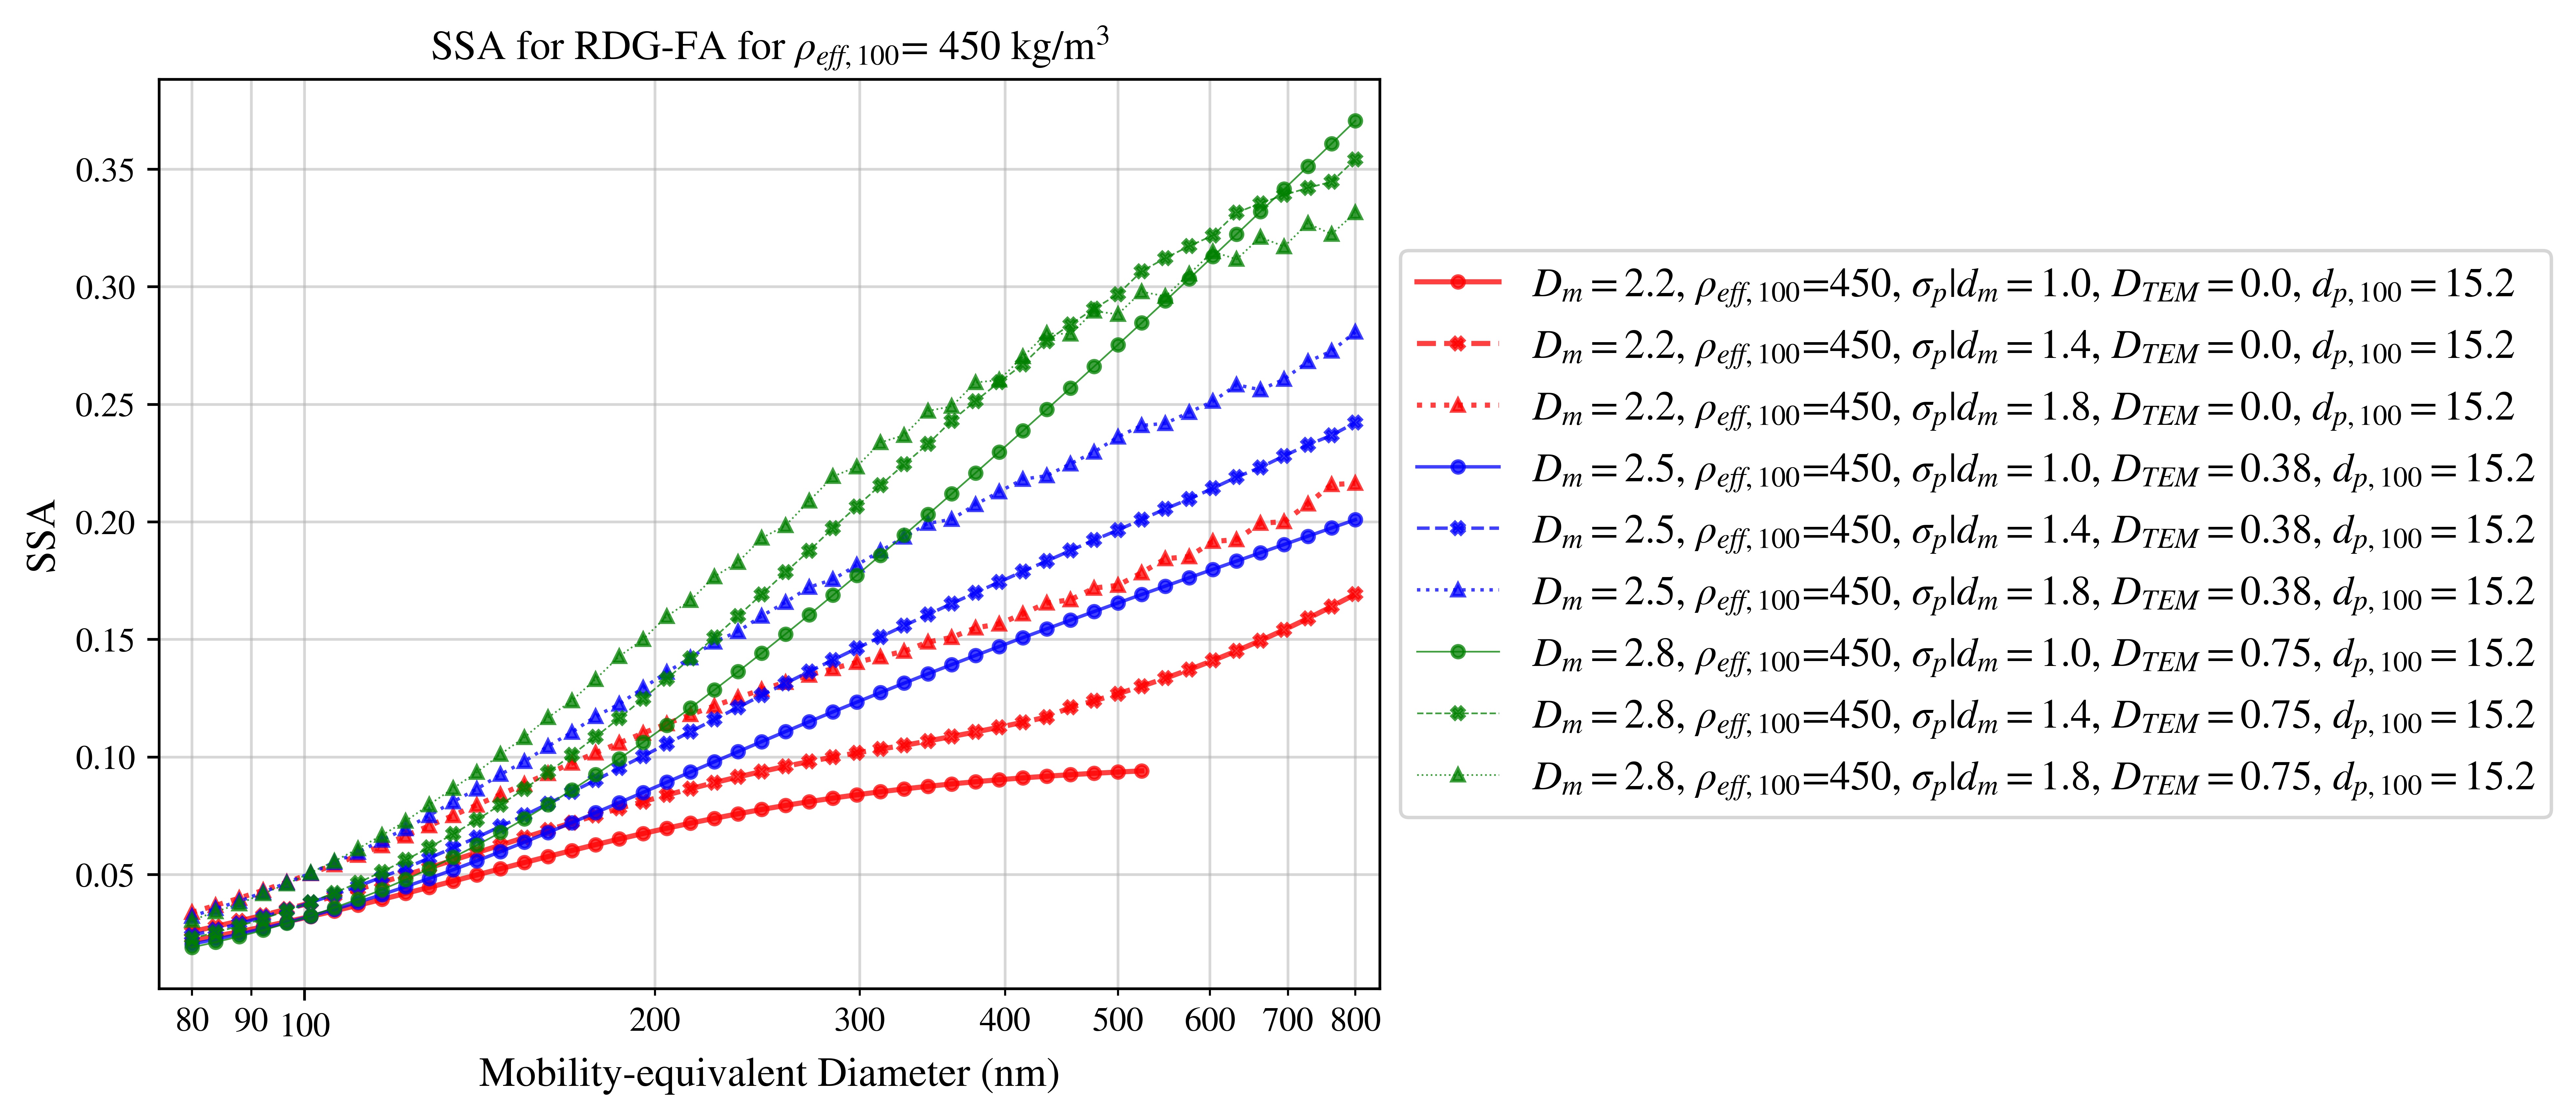 SSA for RDG-FA for ρeff,100= 450 kg/m³
SSA
0.35
0.30
0.25
0.20
0.15
0.10
0.05
80 90 100 200 300 400 500 600 700 800
Mobility-equivalent Diameter (nm)
Dm = 2.2, ρeff,100=450, σp|dm = 1.0, DTEM = 0.0, dp,100 = 15.2
Dm = 2.2, ρeff,100=450, σp|dm = 1.4, DTEM = 0.0, dp,100 = 15.2
Dm = 2.2, ρeff,100=450, σp|dm = 1.8, DTEM = 0.0, dp,100 = 15.2
Dm = 2.5, ρeff,100=450, σp|dm = 1.0, DTEM = 0.38, dp,100 = 15.2
Dm = 2.5, ρeff,100=450, σp|dm = 1.4, DTEM = 0.38, dp,100 = 15.2
Dm = 2.5, ρeff,100=450, σp|dm = 1.8, DTEM = 0.38, dp,100 = 15.2
Dm = 2.8, ρeff,100=450, σp|dm = 1.0, DTEM = 0.75, dp,100 = 15.2
Dm = 2.8, ρeff,100=450, σp|dm = 1.4, DTEM = 0.75, dp,100 = 15.2
Dm = 2.8, ρeff,100=450, σp|dm = 1.8, DTEM = 0.75, dp,100 = 15.2